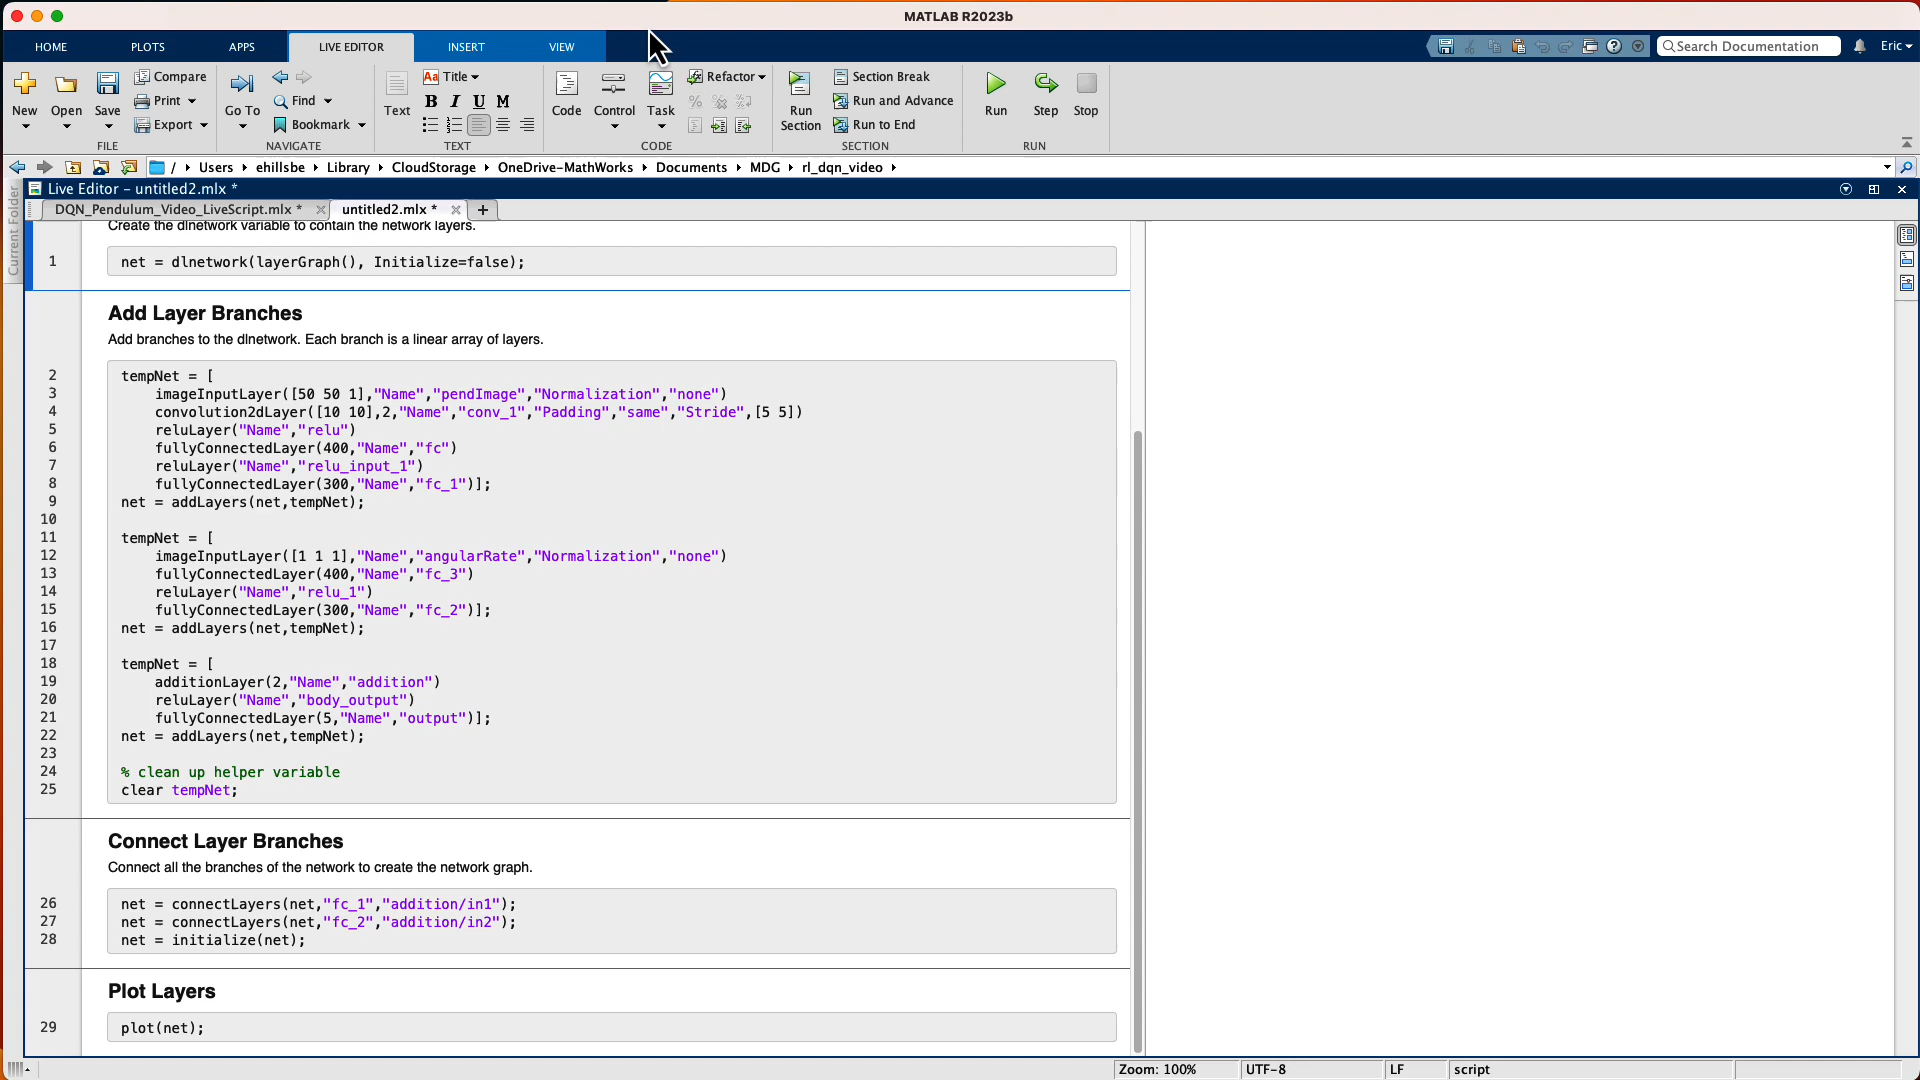 MATLAB R2023b
HOME PLOTS APPS LIVE EDITOR INSERT VIEW Search Documentation Eric
New Open Save Compare Print Export Go To Find Bookmark Text Title B I U M Code Control Task Refactor Run Section Section Break Run and Advance Run to End Run Step Stop
FILE NAVIGATE TEXT CODE SECTION RUN
/ Users ehillsbe Library CloudStorage OneDrive-MathWorks Documents MDG rl_dqn_video
Current Folder
Live Editor - untitled2.mlx *
DQN_Pendulum_Video_LiveScript.mlx * untitled2.mlx * +
Create the dlnetwork variable to contain the network layers.
1 net = dlnetwork(layerGraph(), Initialize=false);
Add Layer Branches
Add branches to the dlnetwork. Each branch is a linear array of layers.
2 tempNet = [
3 imageInputLayer([50 50 1],"Name","pendImage","Normalization","none")
4 convolution2dLayer([10 10],2,"Name","conv_1","Padding","same","Stride",[5 5])
5 reluLayer("Name","relu")
6 fullyConnectedLayer(400,"Name","fc")
7 reluLayer("Name","relu_input_1")
8 fullyConnectedLayer(300,"Name","fc_1")];
9 net = addLayers(net,tempNet);
10
11 tempNet = [
12 imageInputLayer([1 1 1],"Name","angularRate","Normalization","none")
13 fullyConnectedLayer(400,"Name","fc_3")
14 reluLayer("Name","relu_1")
15 fullyConnectedLayer(300,"Name","fc_2")];
16 net = addLayers(net,tempNet);
17
18 tempNet = [
19 additionLayer(2,"Name","addition")
20 reluLayer("Name","body_output")
21 fullyConnectedLayer(5,"Name","output")];
22 net = addLayers(net,tempNet);
23
24 % clean up helper variable
25 clear tempNet;
Connect Layer Branches
Connect all the branches of the network to create the network graph.
26 net = connectLayers(net,"fc_1","addition/in1");
27 net = connectLayers(net,"fc_2","addition/in2");
28 net = initialize(net);
Plot Layers
29 plot(net);
Zoom: 100% UTF-8 LF script